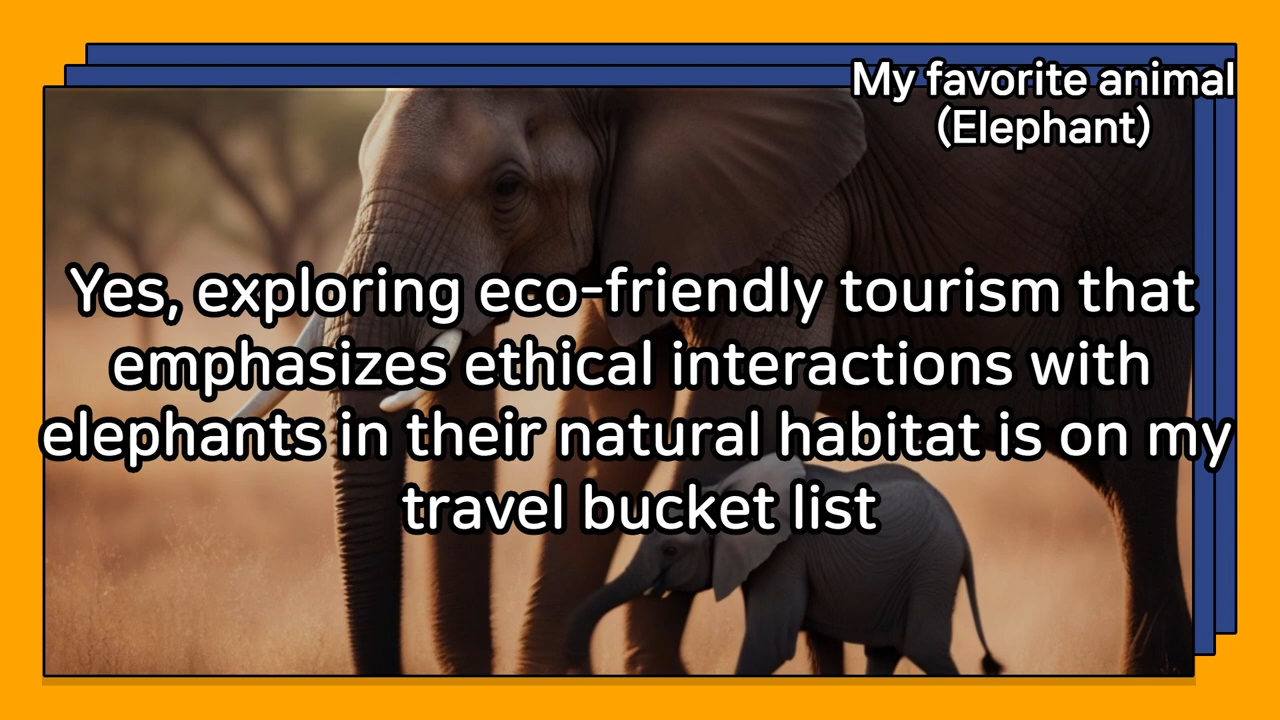 My favorite animal
(Elephant)
Yes, exploring eco-friendly tourism that
emphasizes ethical interactions with
elephants in their natural habitat is on my
travel bucket list